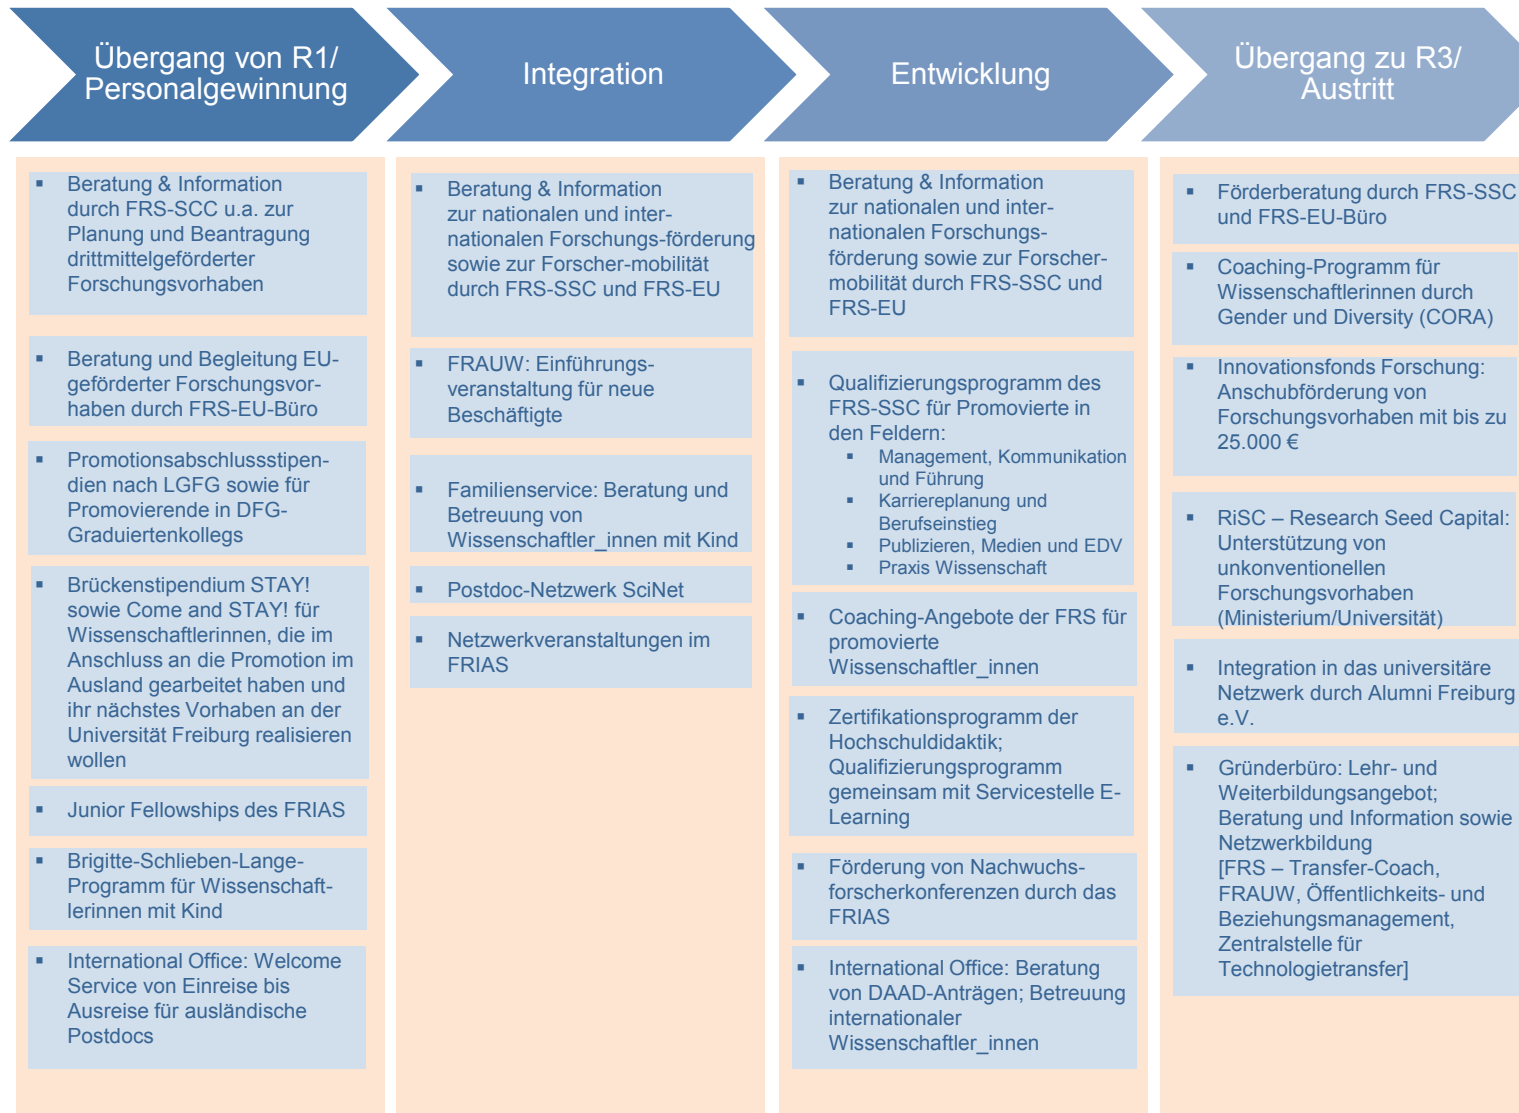 Übergang von R1/
Personalgewinnung
Integration
Entwicklung
Übergang zu R3/
Austritt
▪ Beratung & Information
durch FRS-SCC u.a. zur
Planung und Beantragung
drittmittelgeförderter
Forschungsvorhaben
▪ Beratung und Begleitung EU-
geförderter Forschungsvor-
haben durch FRS-EU-Büro
▪ Promotionsabschlussstipen-
dien nach LGFG sowie für
Promovierende in DFG-
Graduiertenkollegs
▪ Brückenstipendium STAY!
sowie Come and STAY! für
Wissenschaftlerinnen, die im
Anschluss an die Promotion im
Ausland gearbeitet haben und
ihr nächstes Vorhaben an der
Universität Freiburg realisieren
wollen
▪ Junior Fellowships des FRIAS
▪ Brigitte-Schlieben-Lange-
Programm für Wissenschaft-
lerinnen mit Kind
▪ International Office: Welcome
Service von Einreise bis
Ausreise für ausländische
Postdocs
▪ Beratung & Information
zur nationalen und inter-
nationalen Forschungs-förderung
sowie zur Forscher-mobilität
durch FRS-SSC und FRS-EU
▪ FRAUW: Einführungs-
veranstaltung für neue
Beschäftigte
▪ Familienservice: Beratung und
Betreuung von
Wissenschaftler_innen mit Kind
▪ Postdoc-Netzwerk SciNet
▪ Netzwerkveranstaltungen im
FRIAS
▪ Beratung & Information
zur nationalen und inter-
nationalen Forschungs-
förderung sowie zur Forscher-
mobilität durch FRS-SSC und
FRS-EU
▪ Qualifizierungsprogramm des
FRS-SSC für Promovierte in
den Feldern:
▪ Management, Kommunikation
und Führung
▪ Karriereplanung und
Berufseinstieg
▪ Publizieren, Medien und EDV
▪ Praxis Wissenschaft
▪ Coaching-Angebote der FRS für
promovierte
Wissenschaftler_innen
▪ Zertifikationsprogramm der
Hochschuldidaktik;
Qualifizierungsprogramm
gemeinsam mit Servicestelle E-
Learning
▪ Förderung von Nachwuchs-
forscherkonferenzen durch das
FRIAS
▪ International Office: Beratung
von DAAD-Anträgen; Betreuung
internationaler
Wissenschaftler_innen
▪ Förderberatung durch FRS-SSC
und FRS-EU-Büro
▪ Coaching-Programm für
Wissenschaftlerinnen durch
Gender und Diversity (CORA)
▪ Innovationsfonds Forschung:
Anschubförderung von
Forschungsvorhaben mit bis zu
25.000 €
▪ RiSC – Research Seed Capital:
Unterstützung von
unkonventionellen
Forschungsvorhaben
(Ministerium/Universität)
▪ Integration in das universitäre
Netzwerk durch Alumni Freiburg
e.V.
▪ Gründerbüro: Lehr- und
Weiterbildungsangebot;
Beratung und Information sowie
Netzwerkbildung
[FRS – Transfer-Coach,
FRAUW, Öffentlichkeits- und
Beziehungsmanagement,
Zentralstelle für
Technologietransfer]